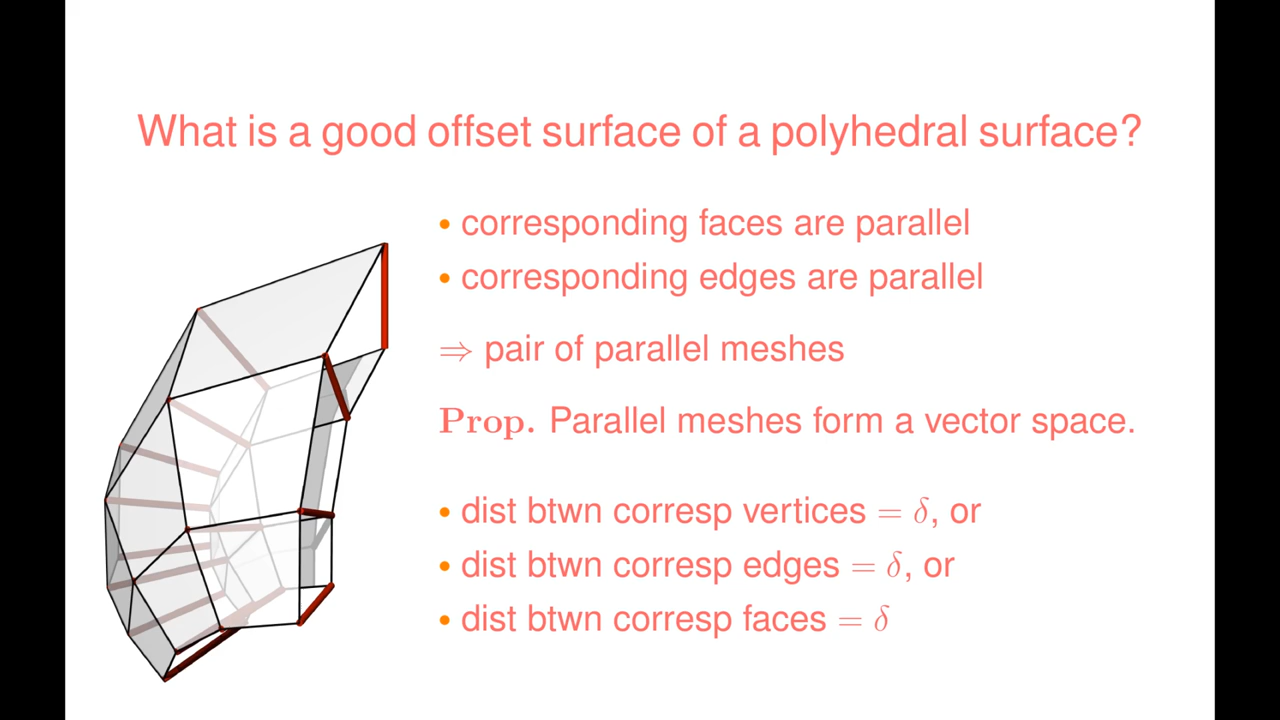 What is a good offset surface of a polyhedral surface?
• corresponding faces are parallel
• corresponding edges are parallel
⇒ pair of parallel meshes
Prop. Parallel meshes form a vector space.
• dist btwn corresp vertices = δ, or
• dist btwn corresp edges = δ, or
• dist btwn corresp faces = δ